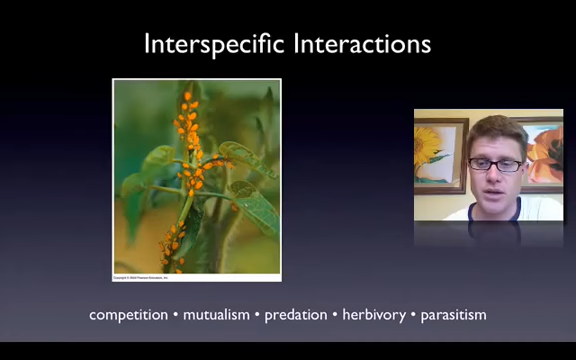 Interspecific Interactions
competition • mutualism • predation • herbivory • parasitism